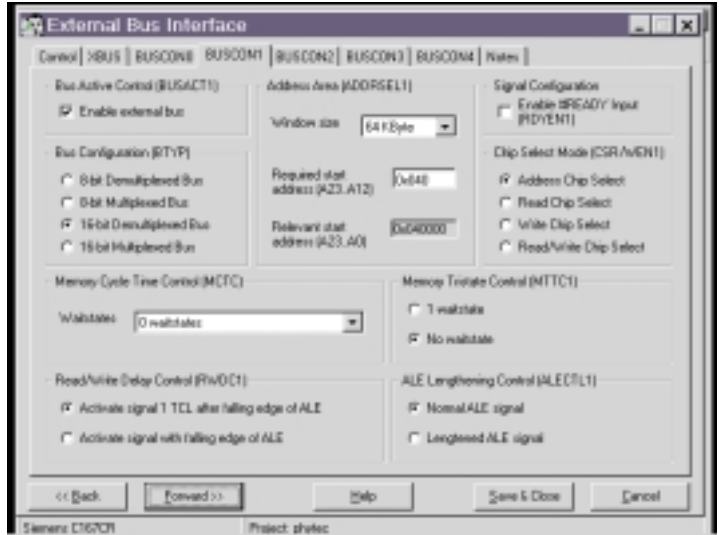 External Bus Interface
Control | XBUS | BUSCON0 | BUSCON1 | BUSCON2 | BUSCON3 | BUSCON4 | Notes
Bus Active Control (BUSACT1)
Enable external bus
Address Area (ADDRSEL1)
Window size
64 KByte
Signal Configuration
Enable #READY Input
(RDYEN1)
Bus Configuration (BTYP)
8-bit Demultiplexed Bus
8-bit Multiplexed Bus
16-bit Demultiplexed Bus
16-bit Multiplexed Bus
Required start
address (A23..A12)
0x040
Relevant start
address (A23..A0)
0x040000
Chip Select Mode (CSR/WEN1)
Address Chip Select
Read Chip Select
Write Chip Select
Read/Write Chip Select
Memory Cycle Time Control (MCTC)
Waitstates
0 waitstates
Memory Tristate Control (MTTC1)
1 waitstate
No waitstate
Read/Write Delay Control (RWDC1)
Activate signal 1 TCL after falling edge of ALE
Activate signal with falling edge of ALE
ALE Lengthening Control (ALECTL1)
Normal ALE signal
Lengtened ALE signal
<< Back
Forward >>
Help
Save & Close
Cancel
Siemens C167CR
Project: phytec